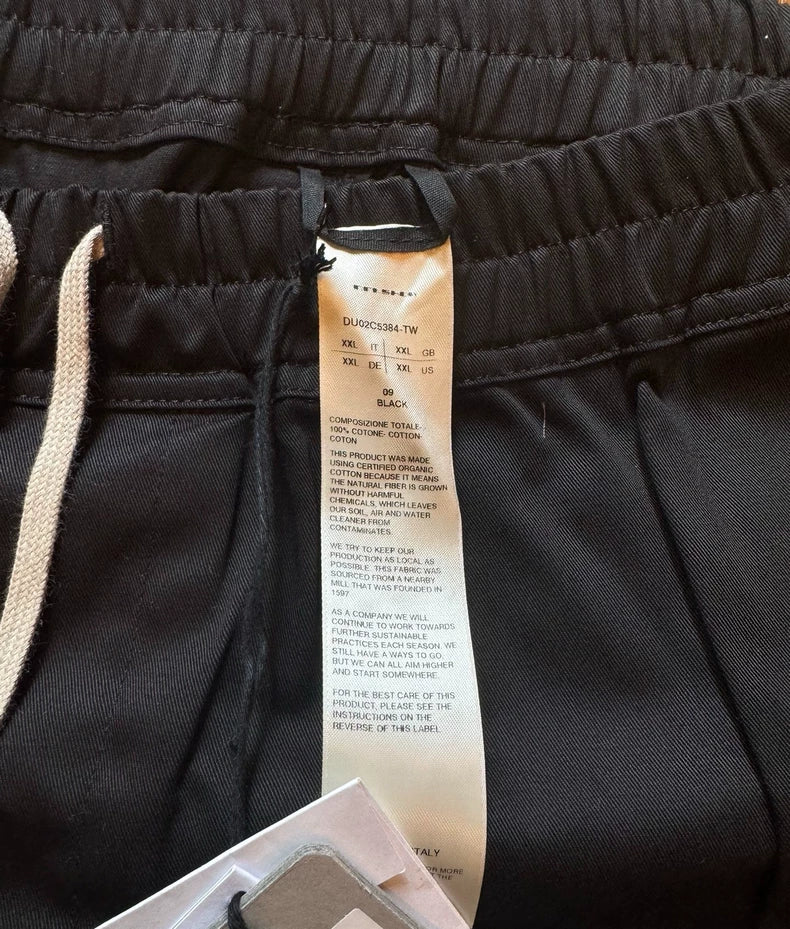 DU02C5384-TW
XXL IT XXL GB
XXL DE XXL US
09
BLACK
COMPOSIZIONE TOTALE-
100% COTONE- COTTON-
COTON
THIS PRODUCT WAS MADE
USING CERTIFIED ORGANIC
COTTON BECAUSE IT MEANS
THE NATURAL FIBER IS GROWN
WITHOUT HARMFUL
CHEMICALS, WHICH LEAVES
OUR SOIL, AIR AND WATER
CLEANER FROM
CONTAMINATES.
WE TRY TO KEEP OUR
PRODUCTION AS LOCAL AS
POSSIBLE. THIS FABRIC WAS
SOURCED FROM A NEARBY
MILL THAT WAS FOUNDED IN
1597
AS A COMPANY WE WILL
CONTINUE TO WORK TOWARDS
FURTHER SUSTAINABLE
PRACTICES EACH SEASON. WE
STILL HAVE A WAYS TO GO.
BUT WE CAN ALL AIM HIGHER
AND START SOMEWHERE.
FOR THE BEST CARE OF THIS
PRODUCT, PLEASE SEE THE
INSTRUCTIONS ON THE
REVERSE OF THIS LABEL
ITALY
FOR MORE
THE